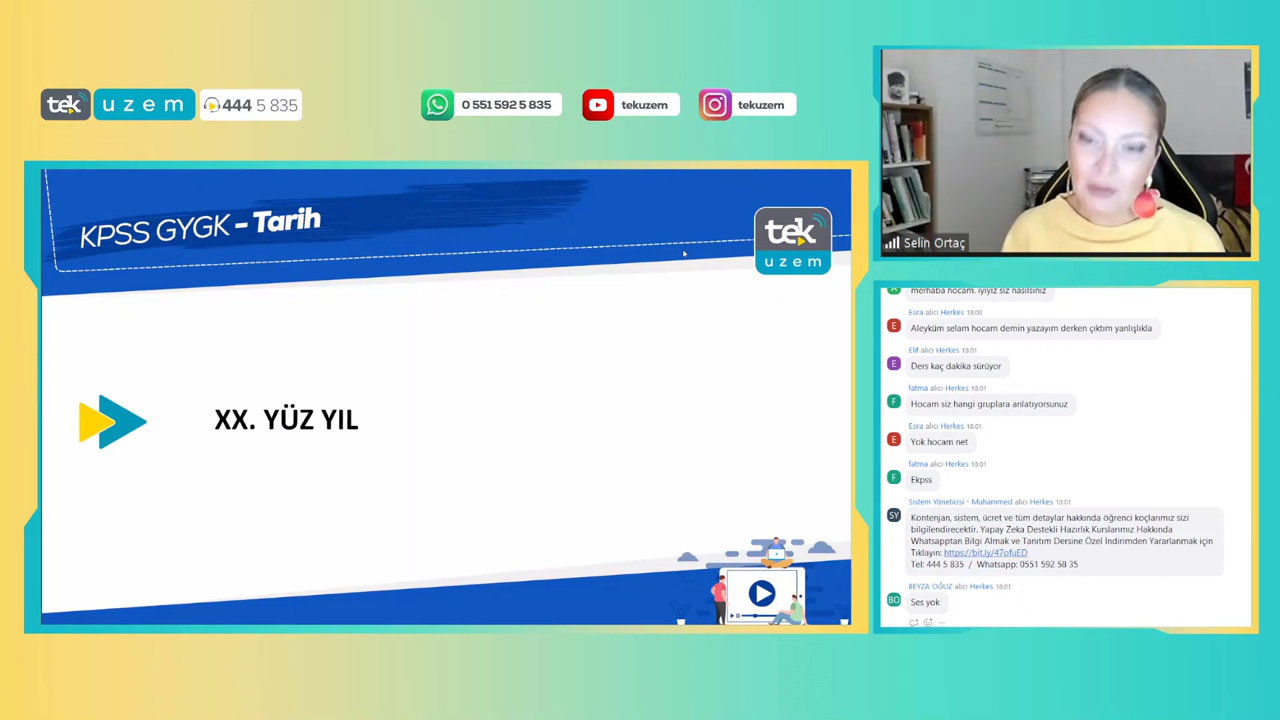 tek uzem 444 5 835
0 551 592 5 835
tekuzem
tekuzem
KPSS GYGK – Tarih
tek
uzem
XX. YÜZ YIL
Selin Ortaç
merhaba hocam. iyiyiz siz nasılsınız
Esra alıcı Herkes 18:00
E
Aleyküm selam hocam demin yazayım derken çıktım yanlışlıkla
Elif alıcı Herkes 18:01
E
Ders kaç dakika sürüyor
fatma alıcı Herkes 18:01
F
Hocam siz hangi gruplara anlatıyorsunuz
Esra alıcı Herkes 18:01
E
Yok hocam net
fatma alıcı Herkes 18:01
F
Ekpss
Sistem Yöneticisi - Muhammed alıcı Herkes 18:01
SY
Kontenjan, sistem, ücret ve tüm detaylar hakkında öğrenci koçlarımız sizi
bilgilendirecektir. Yapay Zeka Destekli Hazırlık Kurslarımız Hakkında
Whatsapptan Bilgi Almak ve Tanıtım Dersine Özel İndirimden Yararlanmak için
Tıklayın: https://bit.ly/47ofuED
Tel: 444 5 835 / Whatsapp: 0551 592 58 35
BEYZA OĞUZ alıcı Herkes 18:01
BO
Ses yok